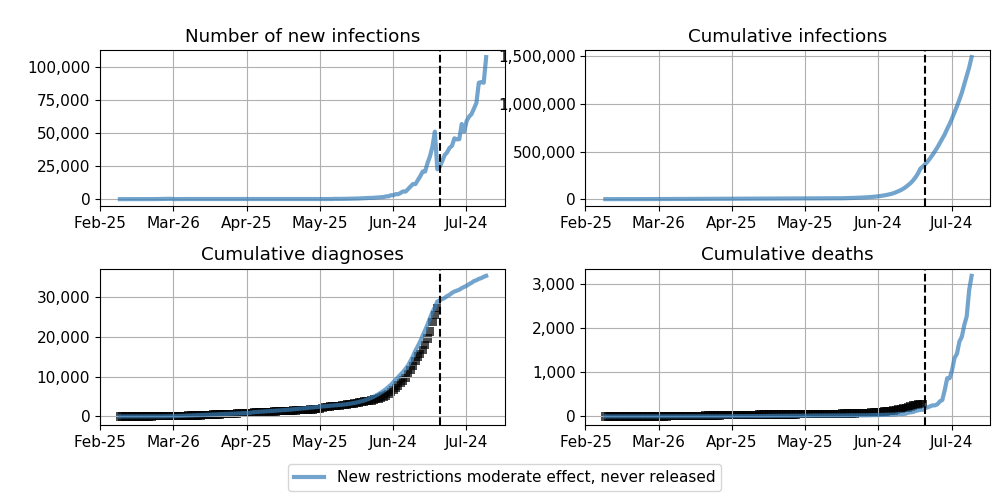 Number of new infections
100,000
75,000
50,000
25,000
0
Feb-25 Mar-26 Apr-25 May-25 Jun-24 Jul-24
Cumulative infections
1,500,000
1,000,000
500,000
0
Feb-25 Mar-26 Apr-25 May-25 Jun-24 Jul-24
Cumulative diagnoses
30,000
20,000
10,000
0
Feb-25 Mar-26 Apr-25 May-25 Jun-24 Jul-24
Cumulative deaths
3,000
2,000
1,000
0
Feb-25 Mar-26 Apr-25 May-25 Jun-24 Jul-24
New restrictions moderate effect, never released